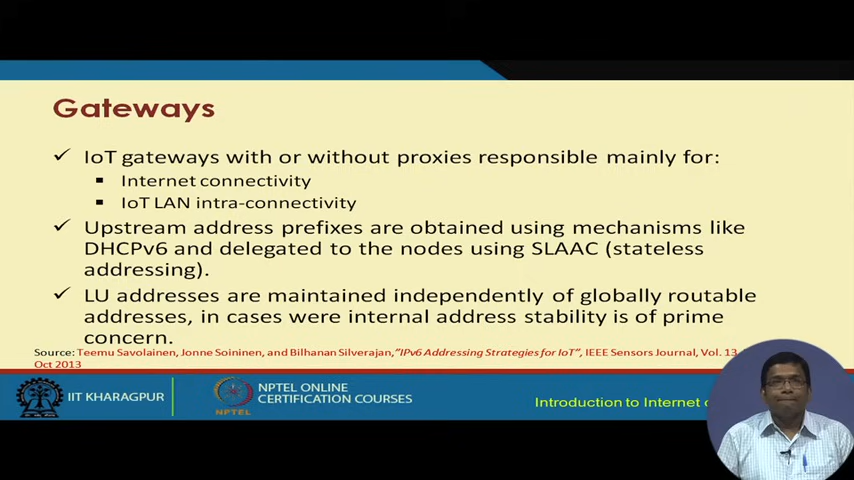 Gateways
✓ IoT gateways with or without proxies responsible mainly for:
▪ Internet connectivity
▪ IoT LAN intra-connectivity
✓ Upstream address prefixes are obtained using mechanisms like
DHCPv6 and delegated to the nodes using SLAAC (stateless
addressing).
✓ LU addresses are maintained independently of globally routable
addresses, in cases were internal address stability is of prime
concern.
Source: Teemu Savolainen, Jonne Soininen, and Bilhanan Silverajan,"IPv6 Addressing Strategies for IoT", IEEE Sensors Journal, Vol. 13
Oct 2013
IIT KHARAGPUR
NPTEL
NPTEL ONLINE
CERTIFICATION COURSES
Introduction to Internet